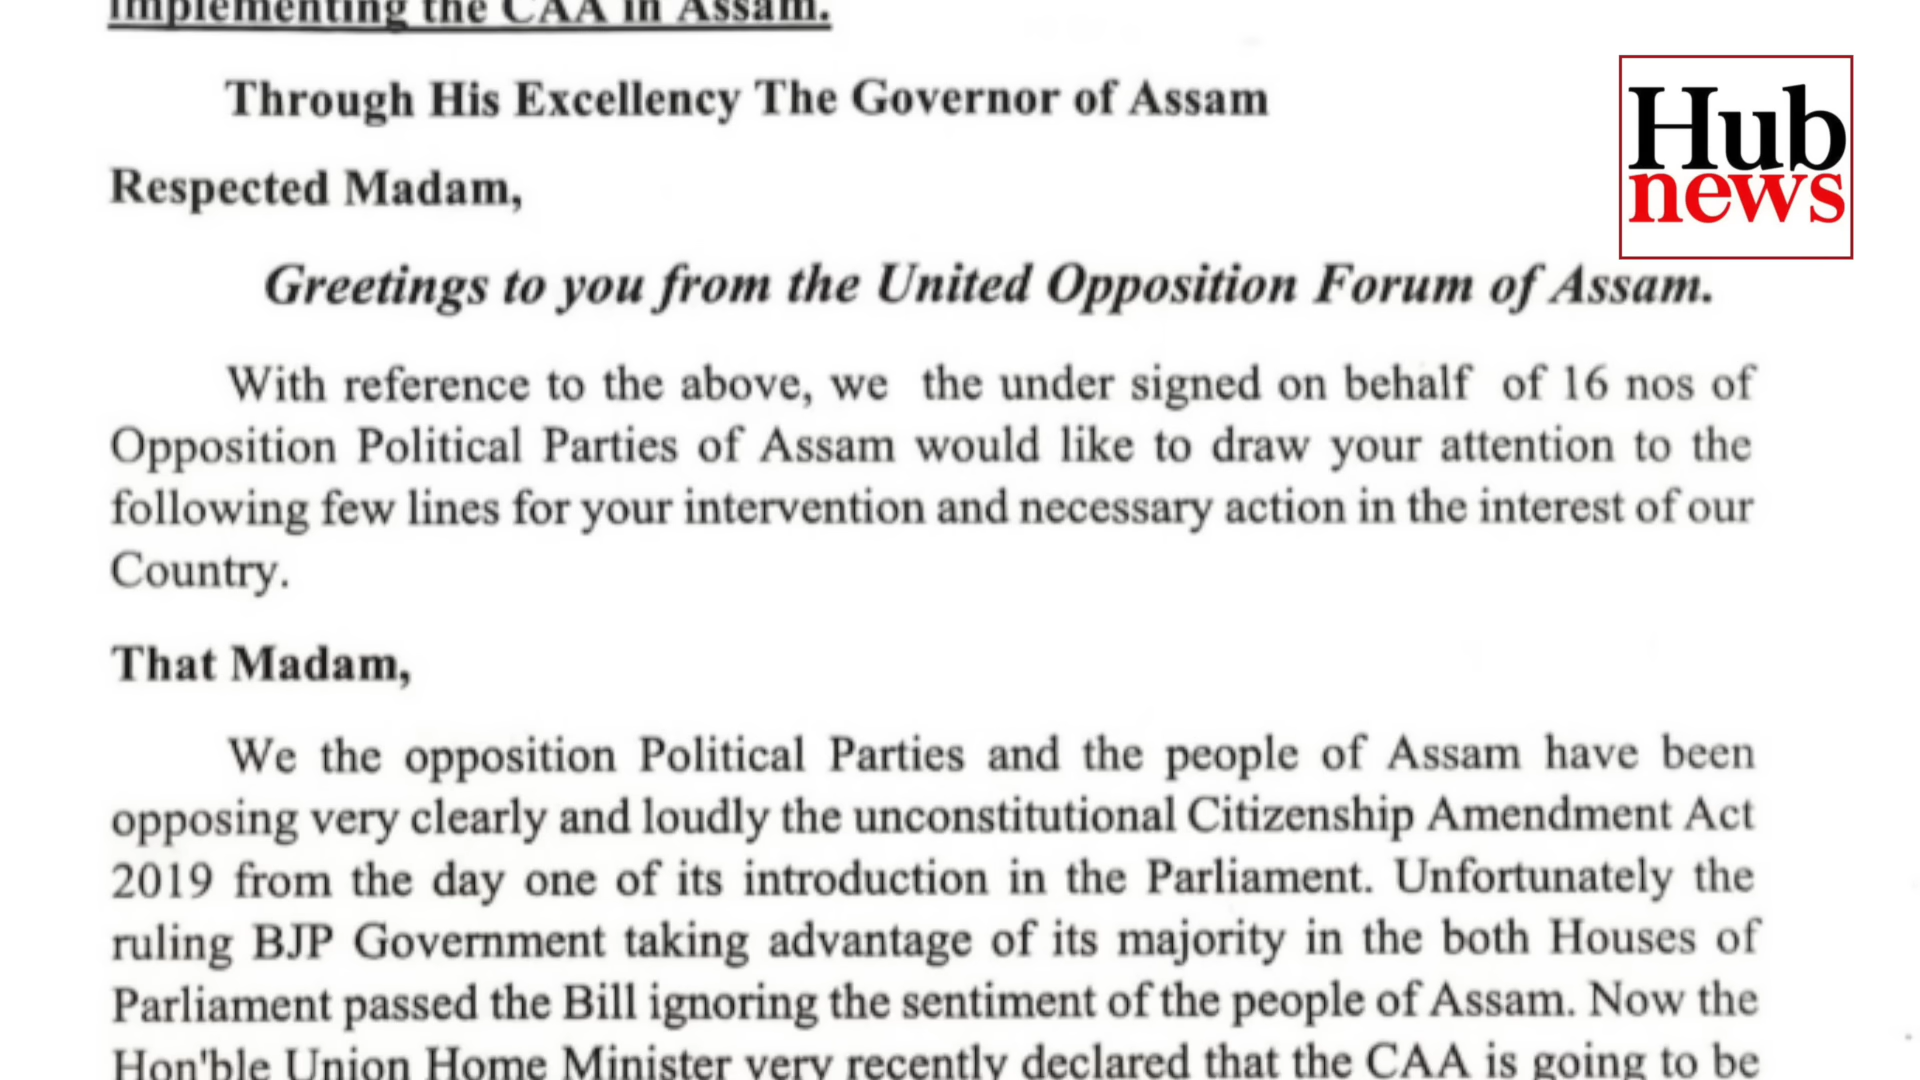 Implementing the CAA in Assam.
Through His Excellency The Governor of Assam
Hub
news
Respected Madam,
Greetings to you from the United Opposition Forum of Assam.
With reference to the above, we the under signed on behalf of 16 nos of
Opposition Political Parties of Assam would like to draw your attention to the
following few lines for your intervention and necessary action in the interest of our
Country.
That Madam,
We the opposition Political Parties and the people of Assam have been
opposing very clearly and loudly the unconstitutional Citizenship Amendment Act
2019 from the day one of its introduction in the Parliament. Unfortunately the
ruling BJP Government taking advantage of its majority in the both Houses of
Parliament passed the Bill ignoring the sentiment of the people of Assam. Now the
Hon'ble Union Home Minister very recently declared that the CAA is going to be